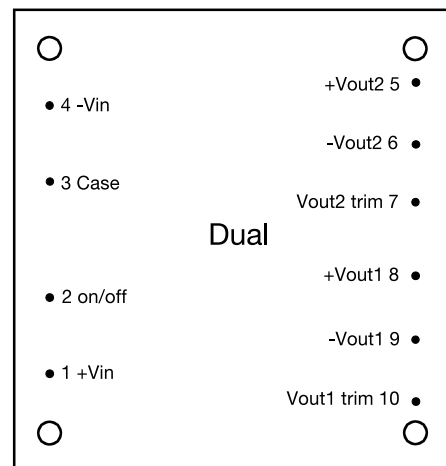 +Vout2 5
4 -Vin
-Vout2 6
3 Case
Vout2 trim 7
Dual
+Vout1 8
2 on/off
-Vout1 9
1 +Vin
Vout1 trim 10